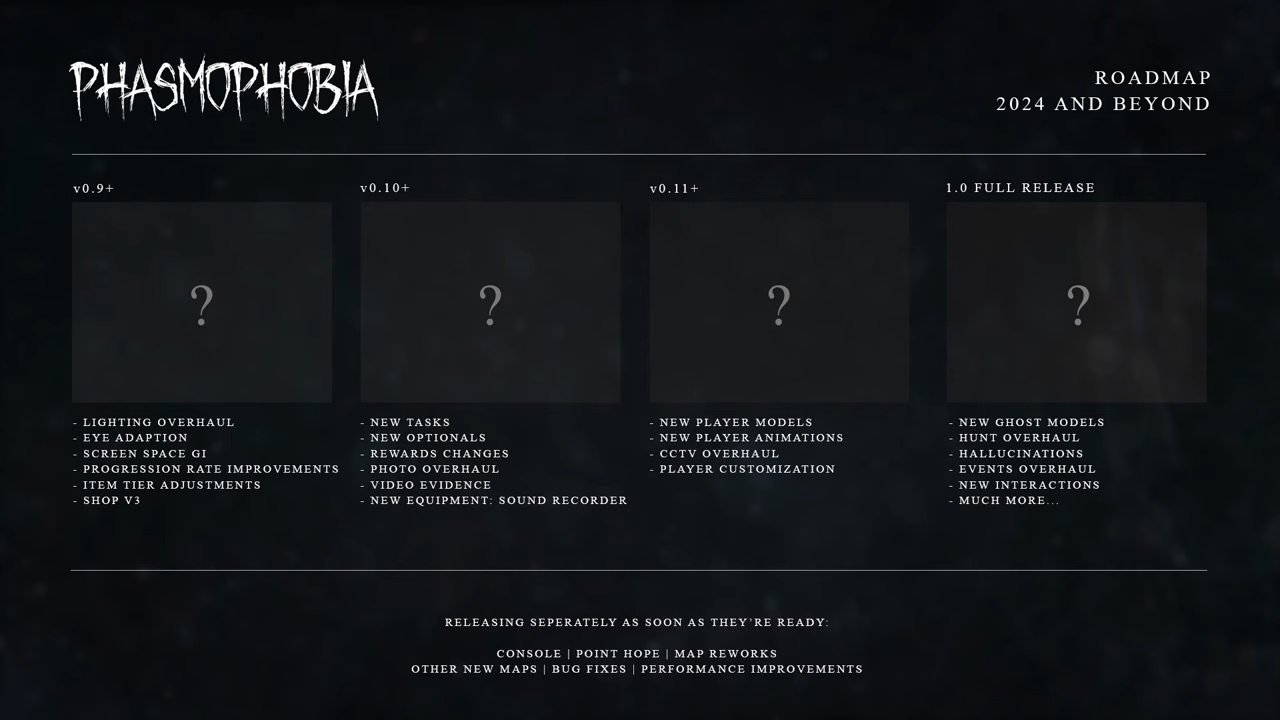 PHASMOPHOBIA
ROADMAP
2024 AND BEYOND
v0.9+
?
- LIGHTING OVERHAUL
- EYE ADAPTION
- SCREEN SPACE GI
- PROGRESSION RATE IMPROVEMENTS
- ITEM TIER ADJUSTMENTS
- SHOP V3
v0.10+
?
- NEW TASKS
- NEW OPTIONALS
- REWARDS CHANGES
- PHOTO OVERHAUL
- VIDEO EVIDENCE
- NEW EQUIPMENT: SOUND RECORDER
v0.11+
?
- NEW PLAYER MODELS
- NEW PLAYER ANIMATIONS
- CCTV OVERHAUL
- PLAYER CUSTOMIZATION
1.0 FULL RELEASE
?
- NEW GHOST MODELS
- HUNT OVERHAUL
- HALLUCINATIONS
- EVENTS OVERHAUL
- NEW INTERACTIONS
- MUCH MORE...
RELEASING SEPERATELY AS SOON AS THEY'RE READY:
CONSOLE | POINT HOPE | MAP REWORKS
OTHER NEW MAPS | BUG FIXES | PERFORMANCE IMPROVEMENTS